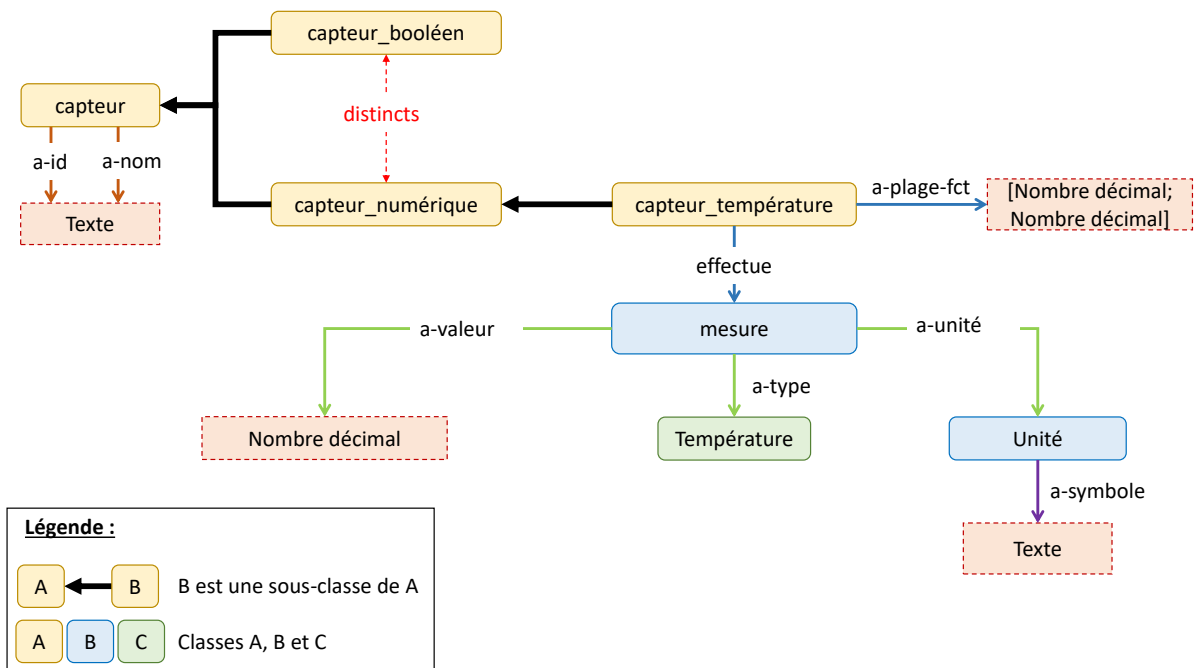 capteur_booléen
capteur
distincts
a-id
a-nom
Texte
capteur_numérique
capteur_température
a-plage-fct
[Nombre décimal;
Nombre décimal]
effectue
a-valeur
mesure
a-unité
a-type
Nombre décimal
Température
Unité
a-symbole
Texte
Légende :
A
B
B est une sous-classe de A
A
B
C
Classes A, B et C